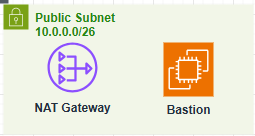 Public Subnet
10.0.0.0/26
NAT Gateway
Bastion